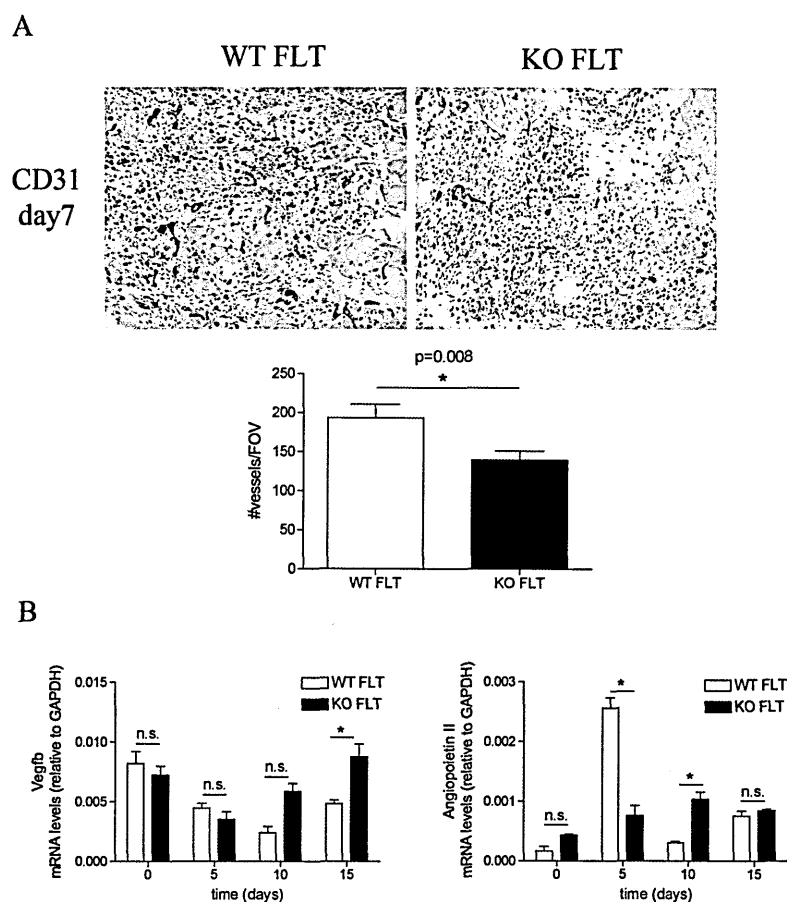 A
WT FLT
KO FLT
CD31
day7
p=0.008
*
250
200
150
100
50
0
#vessels/FOV
WT FLT
KO FLT
B
0.015
0.010
0.005
0.000
Vegfb
mRNA levels (relative to GAPDH)
WT FLT
KO FLT
n.s.
n.s.
n.s.
*
0
5
10
15
time (days)
0.003
0.002
0.001
0.000
Angiopoletin II
mRNA levels (relative to GAPDH)
WT FLT
KO FLT
n.s.
*
*
n.s.
0
5
10
15
time (days)